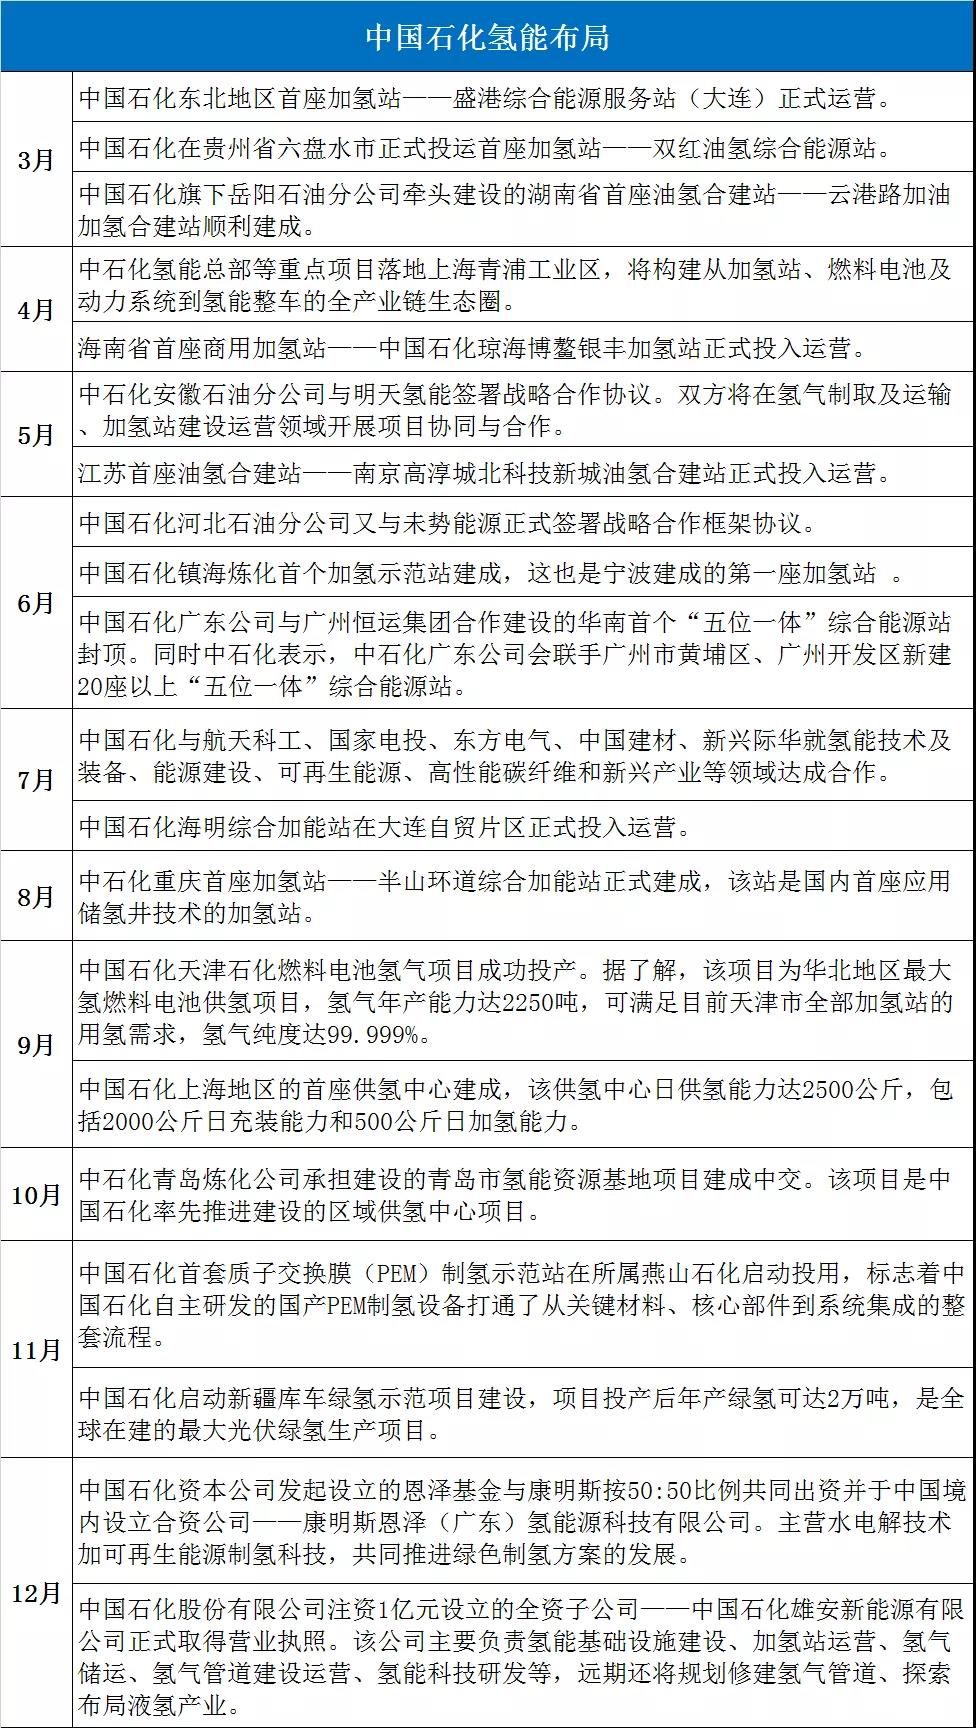 中国石化氢能布局
3月
中国石化东北地区首座加氢站——盛港综合能源服务站（大连）正式运营。
中国石化在贵州省六盘水市正式投运首座加氢站——双红油氢综合能源站。
中国石化旗下岳阳石油分公司牵头建设的湖南省首座油氢合建站——云港路加油
加氢合建站顺利建成。
4月
中石化氢能总部等重点项目落地上海青浦工业区，将构建从加氢站、燃料电池及
动力系统到氢能整车的全产业链生态圈。
海南省首座商用加氢站——中国石化琼海博鳌银丰加氢站正式投入运营。
5月
中石化安徽石油分公司与明天氢能签署战略合作协议。双方将在氢气制取及运输
、加氢站建设运营领域开展项目协同与合作。
江苏首座油氢合建站——南京高淳城北科技新城油氢合建站正式投入运营。
6月
中国石化河北石油分公司又与未势能源正式签署战略合作框架协议。
中国石化镇海炼化首个加氢示范站建成，这也是宁波建成的第一座加氢站 。
中国石化广东公司与广州恒运集团合作建设的华南首个“五位一体”综合能源站
封顶。同时中石化表示，中石化广东公司会联手广州市黄埔区、广州开发区新建
20座以上“五位一体”综合能源站。
7月
中国石化与航天科工、国家电投、东方电气、中国建材、新兴际华就氢能技术及
装备、能源建设、可再生能源、高性能碳纤维和新兴产业等领域达成合作。
中国石化海明综合加能站在大连自贸片区正式投入运营。
8月
中石化重庆首座加氢站——半山环道综合加能站正式建成，该站是国内首座应用
储氢井技术的加氢站。
9月
中国石化天津石化燃料电池氢气项目成功投产。据了解，该项目为华北地区最大
氢燃料电池供氢项目，氢气年产能力达2250吨，可满足目前天津市全部加氢站的
用氢需求，氢气纯度达99.999%。
中国石化上海地区的首座供氢中心建成，该供氢中心日供氢能力达2500公斤，包
括2000公斤日充装能力和500公斤日加氢能力。
10月
中石化青岛炼化公司承担建设的青岛市氢能资源基地项目建成中交。该项目是中
国石化率先推进建设的区域供氢中心项目。
11月
中国石化首套质子交换膜（PEM）制氢示范站在所属燕山石化启动投用，标志着中
国石化自主研发的国产PEM制氢设备打通了从关键材料、核心部件到系统集成的整
套流程。
中国石化启动新疆库车绿氢示范项目建设，项目投产后年产绿氢可达2万吨，是全
球在建的最大光伏绿氢生产项目。
12月
中国石化资本公司发起设立的恩泽基金与康明斯按50:50比例共同出资并于中国境
内设立合资公司——康明斯恩泽（广东）氢能源科技有限公司。主营水电解技术
加可再生能源制氢科技，共同推进绿色制氢方案的发展。
中国石化股份有限公司注资1亿元设立的全资子公司——中国石化雄安新能源有限
公司正式取得营业执照。该公司主要负责氢能基础设施建设、加氢站运营、氢气
储运、氢气管道建设运营、氢能科技研发等，远期还将规划修建氢气管道、探索
布局液氢产业。